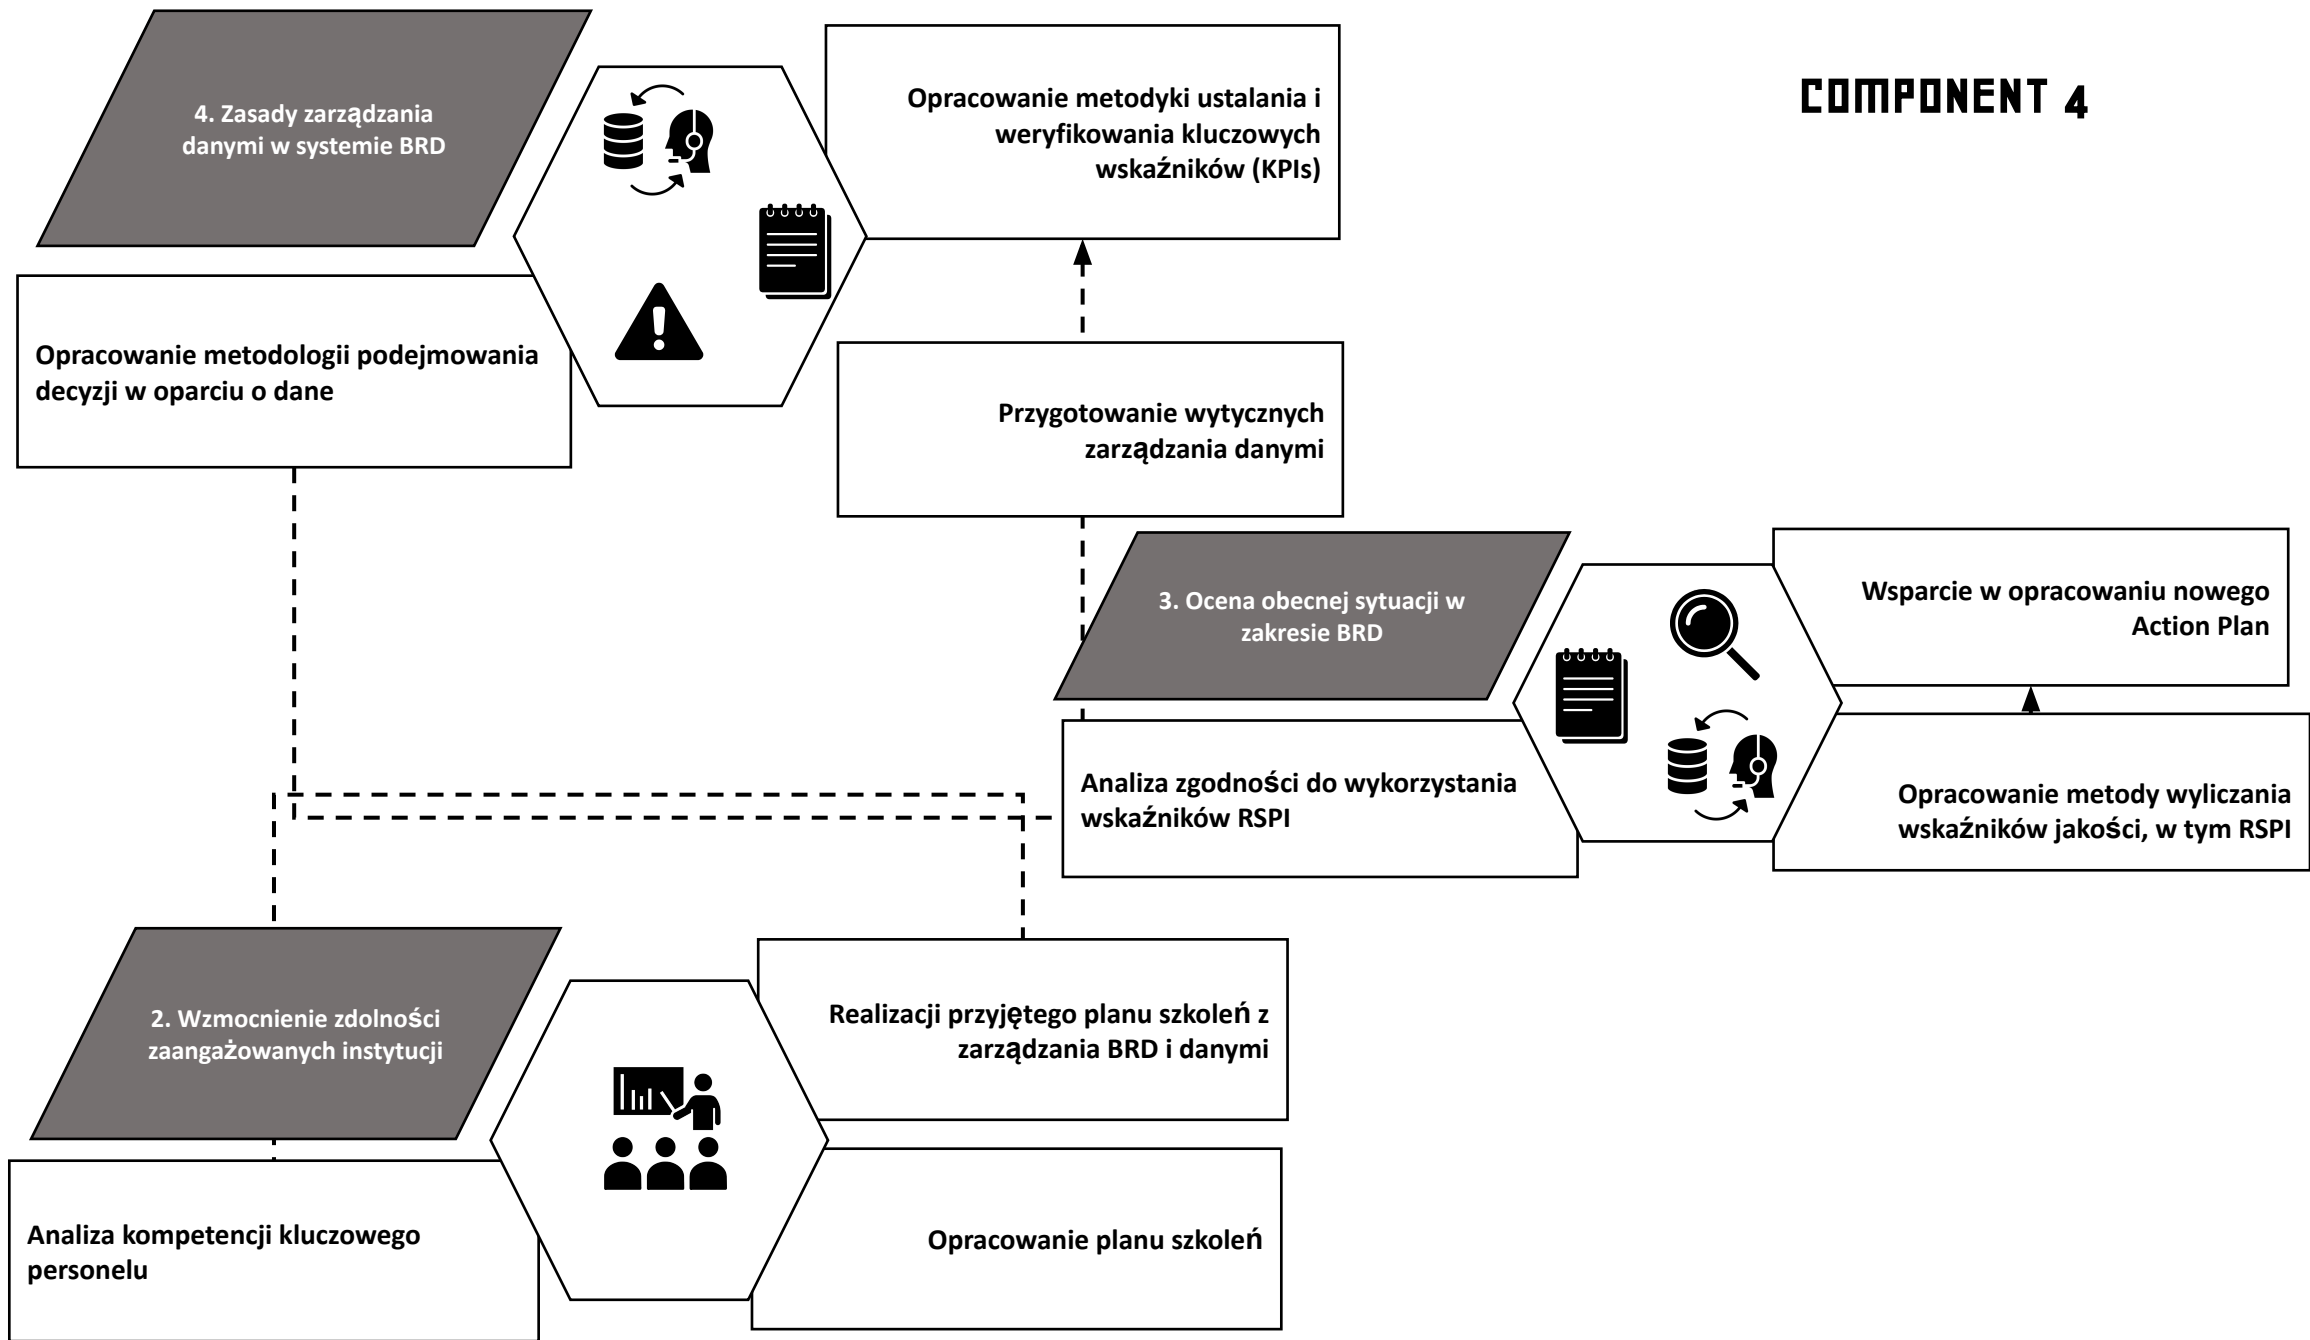 COMPONENT 4
4. Zasady zarządzania
danymi w systemie BRD
Opracowanie metodyki ustalania i
weryfikowania kluczowych
wskaźników (KPIs)
Opracowanie metodologii podejmowania
decyzji w oparciu o dane
Przygotowanie wytycznych
zarządzania danymi
3. Ocena obecnej sytuacji w
zakresie BRD
Wsparcie w opracowaniu nowego
Action Plan
Analiza zgodności do wykorzystania
wskaźników RSPI
Opracowanie metody wyliczania
wskaźników jakości, w tym RSPI
2. Wzmocnienie zdolności
zaangażowanych instytucji
Realizacji przyjętego planu szkoleń z
zarządzania BRD i danymi
Analiza kompetencji kluczowego
personelu
Opracowanie planu szkoleń